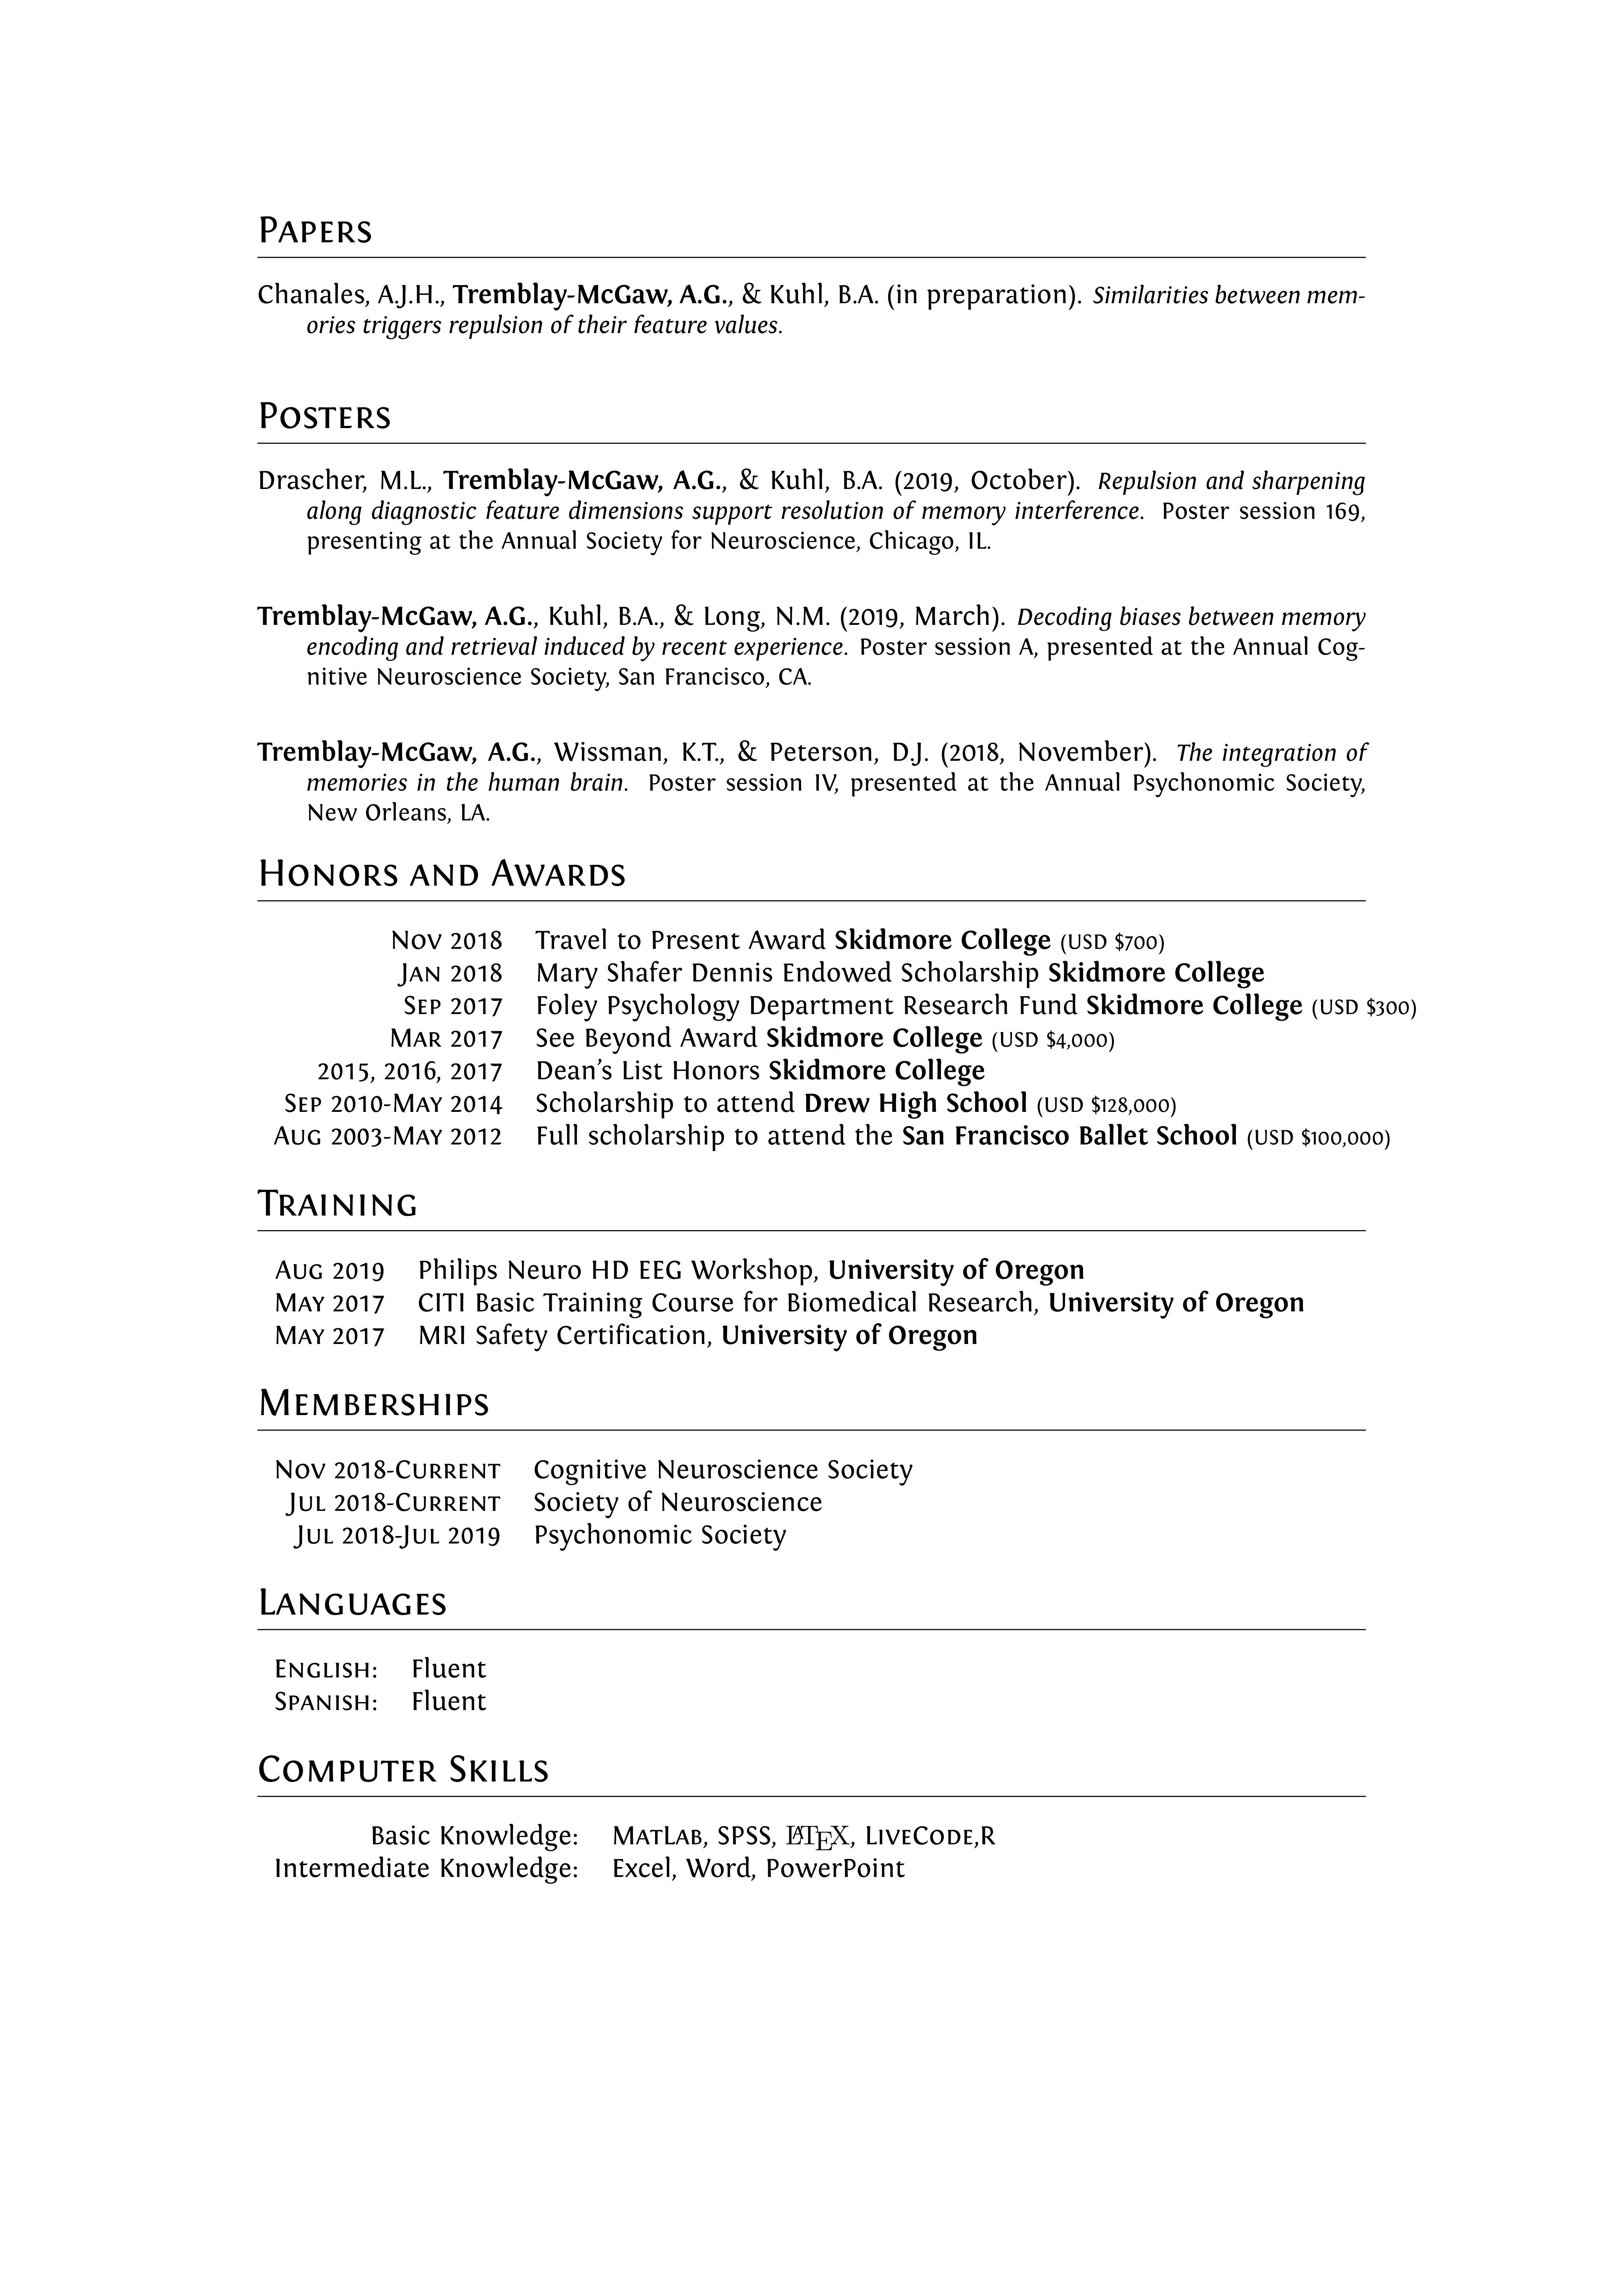 Papers
Chanales, A.J.H., Tremblay-McGaw, A.G., & Kuhl, B.A. (in preparation). Similarities between mem-
ories triggers repulsion of their feature values.
Posters
Drascher, M.L., Tremblay-McGaw, A.G., & Kuhl, B.A. (2019, October). Repulsion and sharpening
along diagnostic feature dimensions support resolution of memory interference. Poster session 169,
presenting at the Annual Society for Neuroscience, Chicago, IL.
Tremblay-McGaw, A.G., Kuhl, B.A., & Long, N.M. (2019, March). Decoding biases between memory
encoding and retrieval induced by recent experience. Poster session A, presented at the Annual Cog-
nitive Neuroscience Society, San Francisco, CA.
Tremblay-McGaw, A.G., Wissman, K.T., & Peterson, D.J. (2018, November). The integration of
memories in the human brain. Poster session IV, presented at the Annual Psychonomic Society,
New Orleans, LA.
Honors and Awards
Nov 2018 Travel to Present Award Skidmore College (USD $700)
Jan 2018 Mary Shafer Dennis Endowed Scholarship Skidmore College
Sep 2017 Foley Psychology Department Research Fund Skidmore College (USD $300)
Mar 2017 See Beyond Award Skidmore College (USD $4,000)
2015, 2016, 2017 Dean's List Honors Skidmore College
Sep 2010-May 2014 Scholarship to attend Drew High School (USD $128,000)
Aug 2003-May 2012 Full scholarship to attend the San Francisco Ballet School (USD $100,000)
Training
Aug 2019 Philips Neuro HD EEG Workshop, University of Oregon
May 2017 CITI Basic Training Course for Biomedical Research, University of Oregon
May 2017 MRI Safety Certification, University of Oregon
Memberships
Nov 2018-Current Cognitive Neuroscience Society
Jul 2018-Current Society of Neuroscience
Jul 2018-Jul 2019 Psychonomic Society
Languages
English: Fluent
Spanish: Fluent
Computer Skills
Basic Knowledge: MatLab, SPSS, LATEX, LiveCode,R
Intermediate Knowledge: Excel, Word, PowerPoint